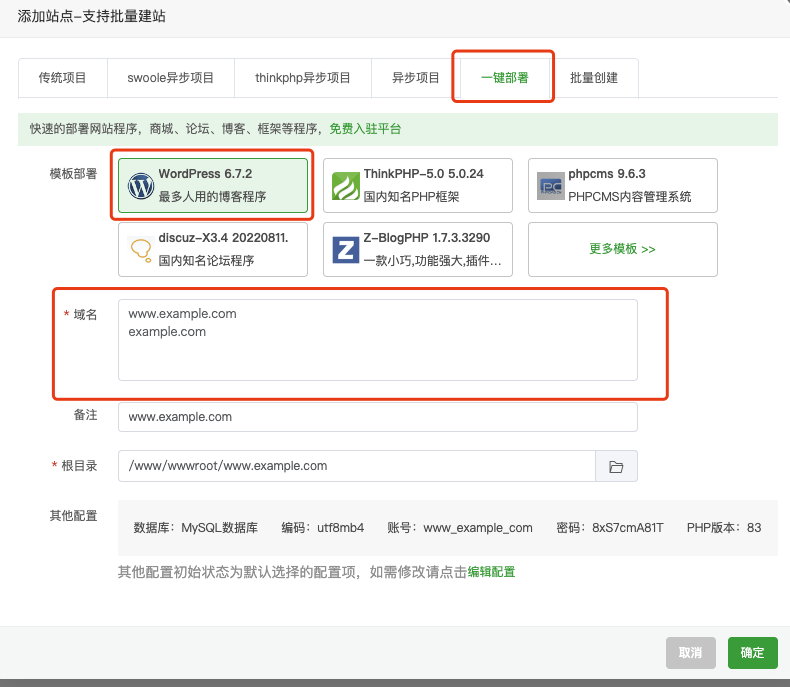 添加站点-支持批量建站
传统项目 swoole异步项目 thinkphp异步项目 异步项目 一键部署 批量创建
快速的部署网站程序，商城、论坛、博客、框架等程序，免费入驻平台
模板部署
WordPress 6.7.2
最多人用的博客程序
ThinkPHP-5.0 5.0.24
国内知名PHP框架
PC
phpcms 9.6.3
PHPCMS内容管理系统
discuz-X3.4 20220811.
国内知名论坛程序
Z
Z-BlogPHP 1.7.3.3290
一款小巧,功能强大,插件...
更多模板 >>
* 域名
www.example.com
example.com
备注 www.example.com
* 根目录 /www/wwwroot/www.example.com
其他配置
数据库：MySQL数据库 编码：utf8mb4 账号：www_example_com 密码：8xS7cmA81T PHP版本：83
其他配置初始状态为默认选择的配置项，如需修改请点击编辑配置
取消 确定